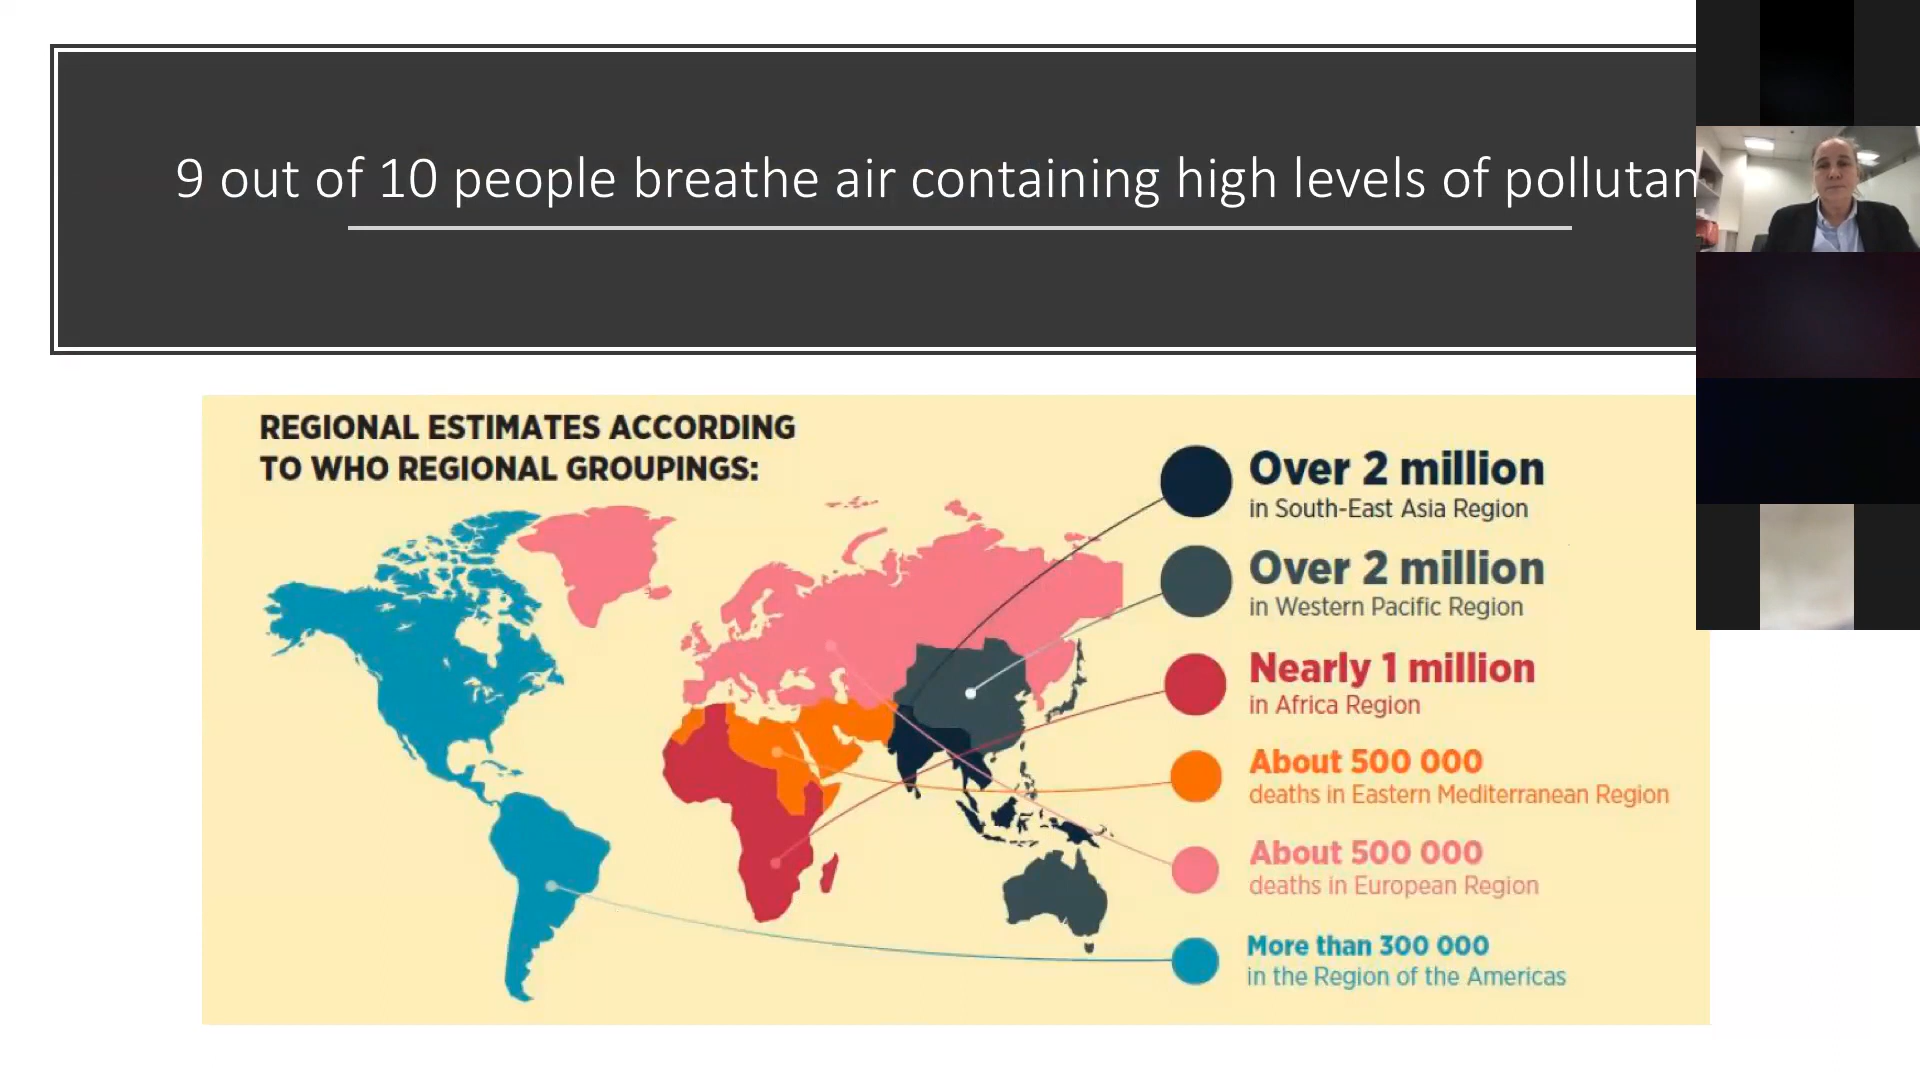 9 out of 10 people breathe air containing high levels of
REGIONAL ESTIMATES ACCORDING
TO WHO REGIONAL GROUPINGS:
Over 2 million
in South-East Asia Region
Over 2 million
in Western Pacific Region
Nearly 1 million
in Africa Region
About 500 000
deaths in Eastern Mediterranean Region
About 500 000
deaths in European Region
More than 300 000
in the Region of the Americas